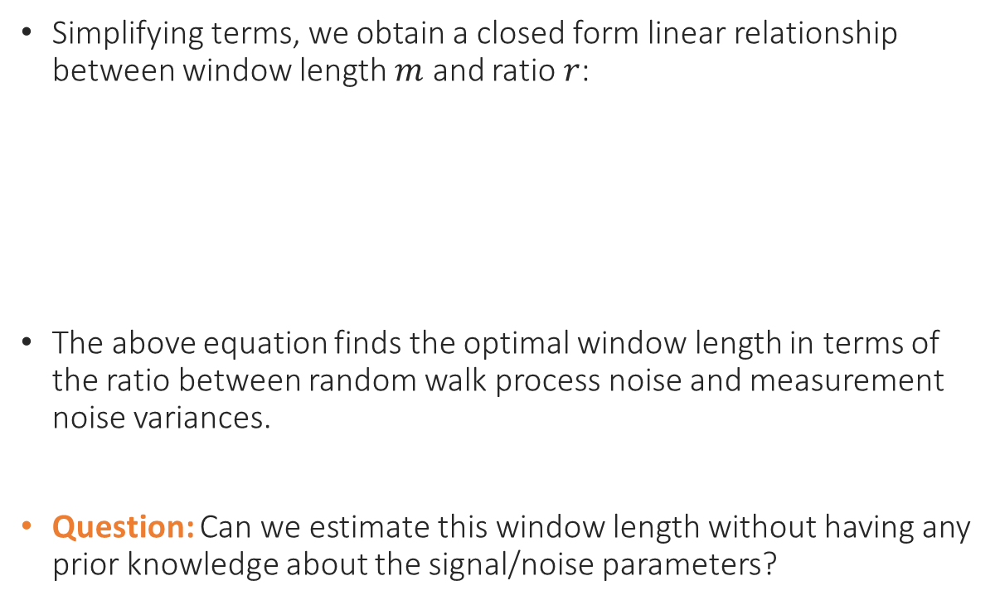 • Simplifying terms, we obtain a closed form linear relationship
between window length m and ratio r:
• The above equation finds the optimal window length in terms of
the ratio between random walk process noise and measurement
noise variances.
• Question: Can we estimate this window length without having any
prior knowledge about the signal/noise parameters?